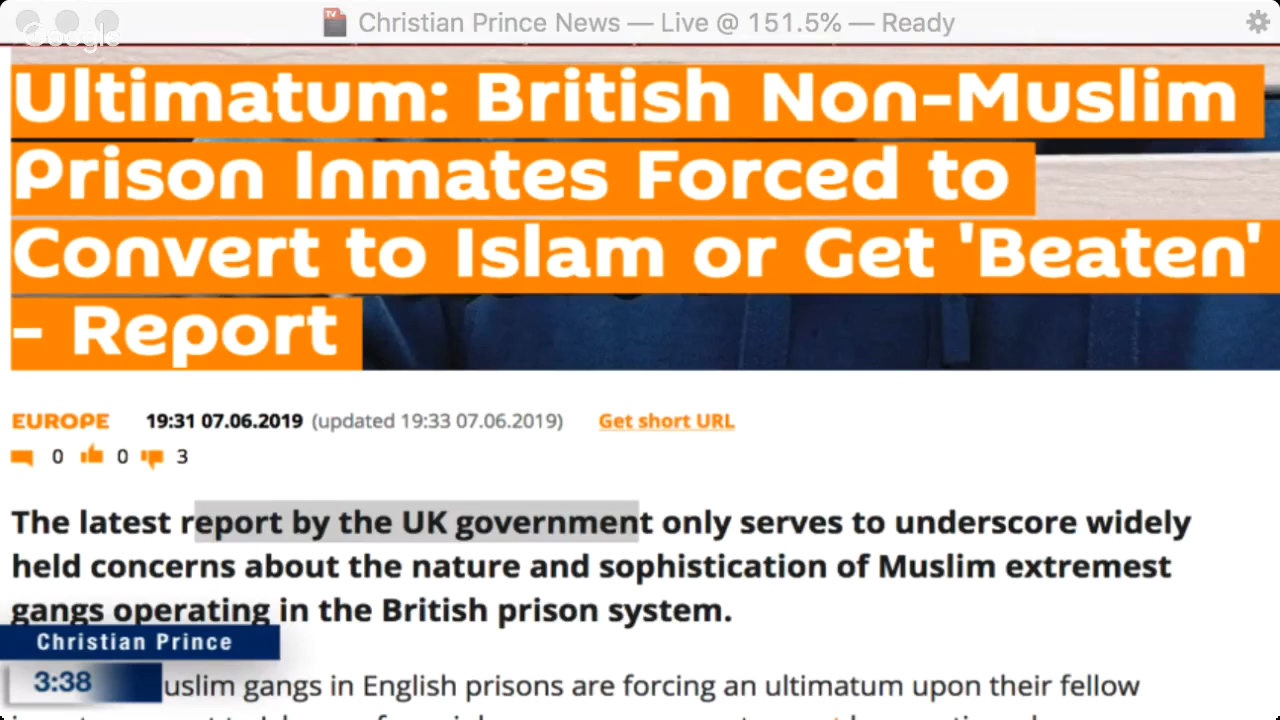 Christian Prince News — Live @ 151.5% — Ready
Google
Ultimatum: British Non-Muslim
Prison Inmates Forced to
Convert to Islam or Get 'Beaten'
- Report
EUROPE 19:31 07.06.2019 (updated 19:33 07.06.2019) Get short URL
0 0 3
The latest report by the UK government only serves to underscore widely
held concerns about the nature and sophistication of Muslim extremest
gangs operating in the British prison system.
Christian Prince
3:38
uslim gangs in English prisons are forcing an ultimatum upon their fellow